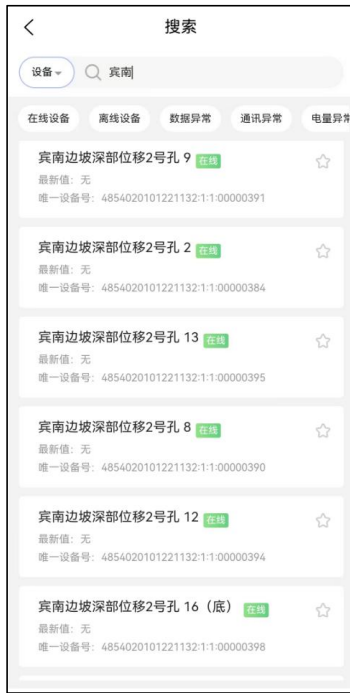 搜索
设备 宾南
在线设备 离线设备 数据异常 通讯异常 电量异常
宾南边坡深部位移2号孔 9 在线
最新值：无
唯一设备号：4854020101221132:1:1:00000391
宾南边坡深部位移2号孔 2 在线
最新值：无
唯一设备号：4854020101221132:1:1:00000384
宾南边坡深部位移2号孔 13 在线
最新值：无
唯一设备号：4854020101221132:1:1:00000395
宾南边坡深部位移2号孔 8 在线
最新值：无
唯一设备号：4854020101221132:1:1:00000390
宾南边坡深部位移2号孔 12 在线
最新值：无
唯一设备号：4854020101221132:1:1:00000394
宾南边坡深部位移2号孔 16（底） 在线
最新值：无
唯一设备号：4854020101221132:1:1:00000398